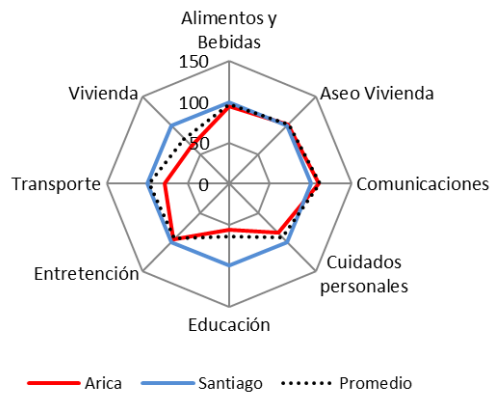 Alimentos y
Bebidas
150
Vivienda
Aseo Vivienda
100
50
Transporte
0
Comunicaciones
Entretención
Cuidados
personales
Educación
Arica
Santiago
Promedio